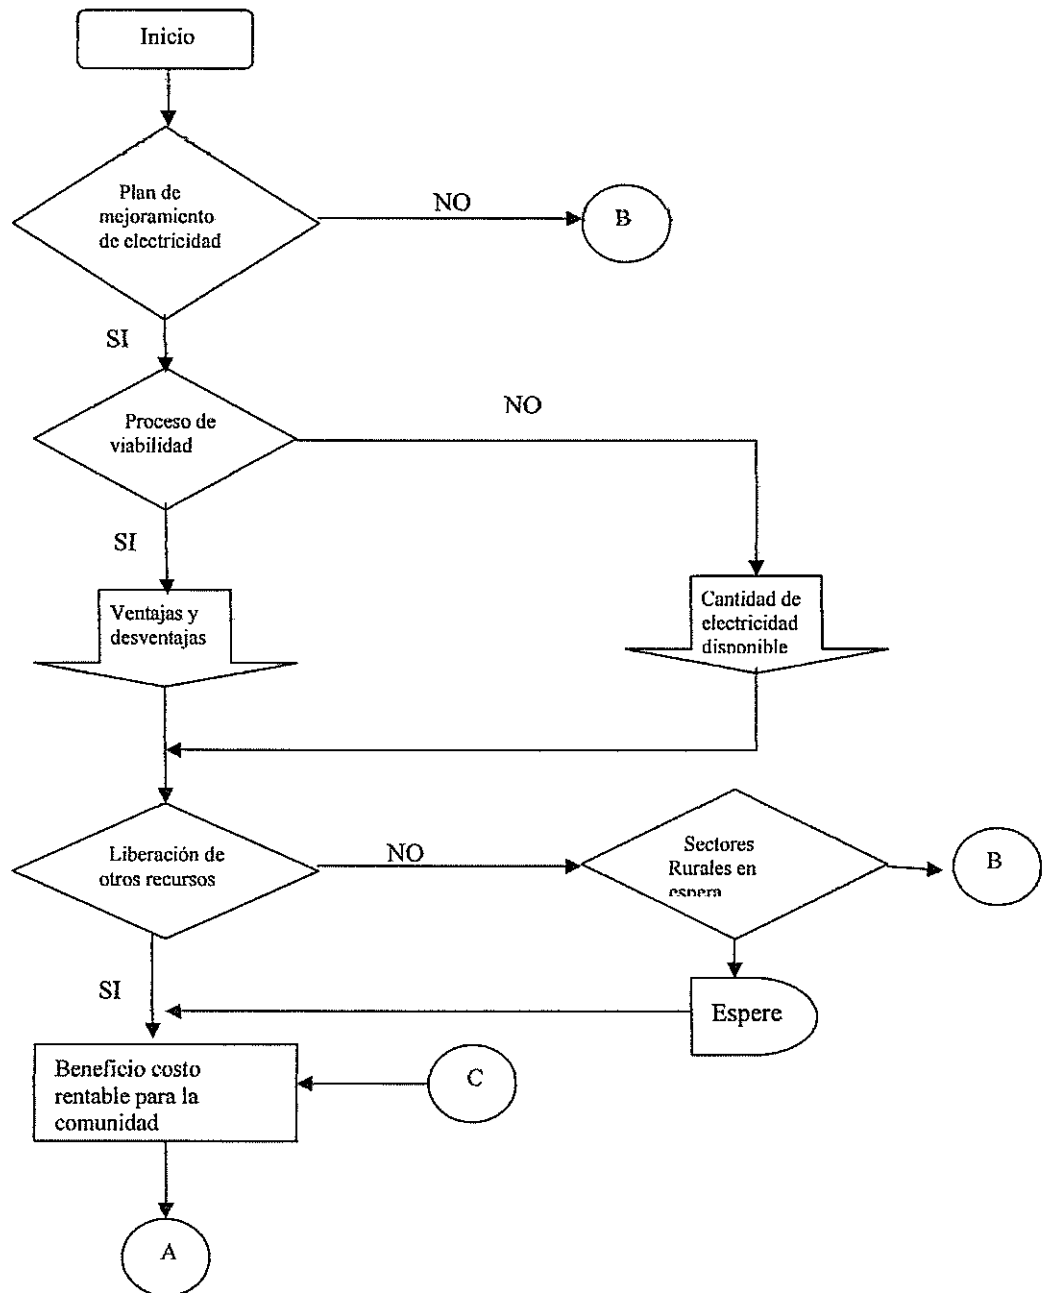 Inicio
Plan de
mejoramiento
de electricidad
NO
B
SI
Proceso de
viabilidad
NO
SI
Ventajas y
desventajas
Cantidad de
electricidad
disponible
Liberación de
otros recursos
NO
Sectores
Rurales en
espera
B
SI
Espere
Beneficio costo
rentable para la
comunidad
C
A